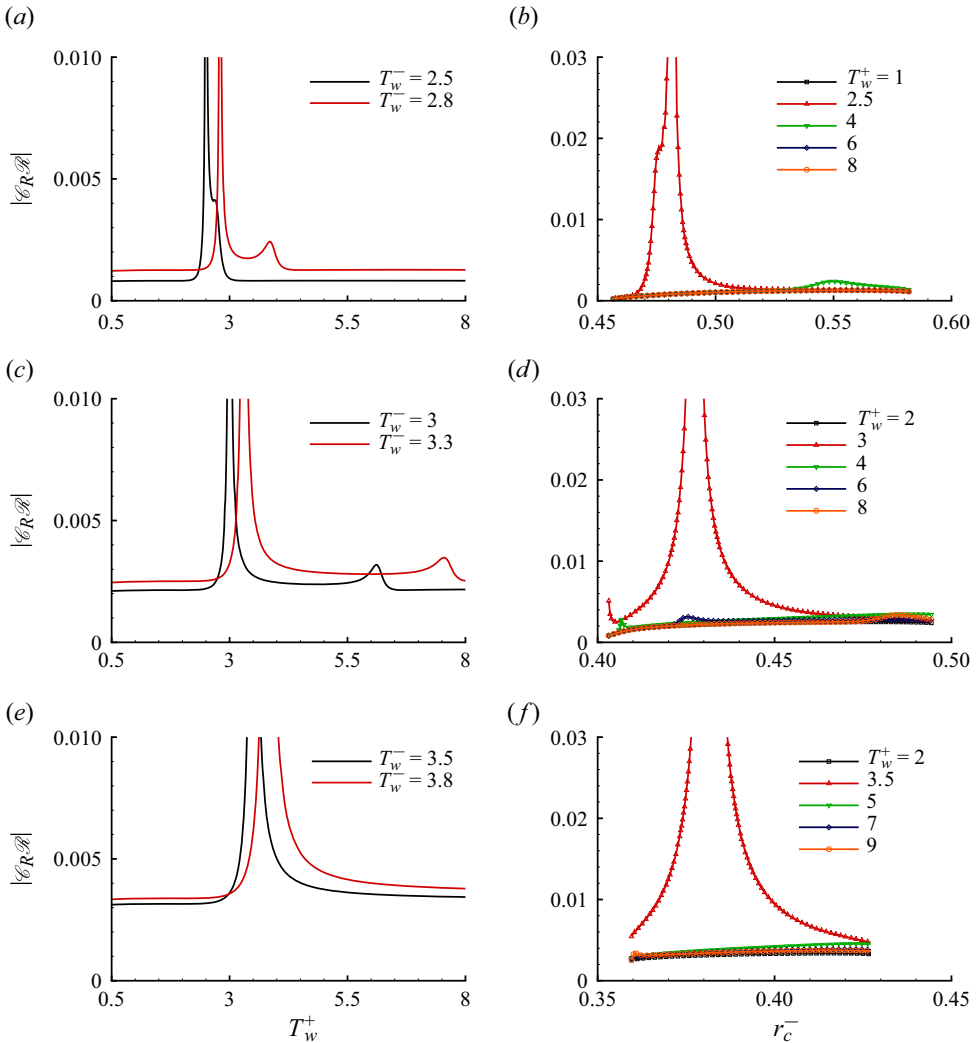 (a)
0.010
0.005
0
|𝒞_Rℛ|
T_w^- = 2.5
T_w^- = 2.8
0.5 3 5.5 8
(b)
0.03
0.02
0.01
0
T_w^+ = 1
2.5
4
6
8
0.45 0.50 0.55 0.60
(c)
0.010
0.005
0
|𝒞_Rℛ|
T_w^- = 3
T_w^- = 3.3
0.5 3 5.5 8
(d)
0.03
0.02
0.01
0
T_w^+ = 2
3
4
6
8
0.40 0.45 0.50
(e)
0.010
0.005
0
|𝒞_Rℛ|
T_w^- = 3.5
T_w^- = 3.8
0.5 3 5.5 8
T_w^+
(f)
0.03
0.02
0.01
0
T_w^+ = 2
3.5
5
7
9
0.35 0.40 0.45
r_c^-